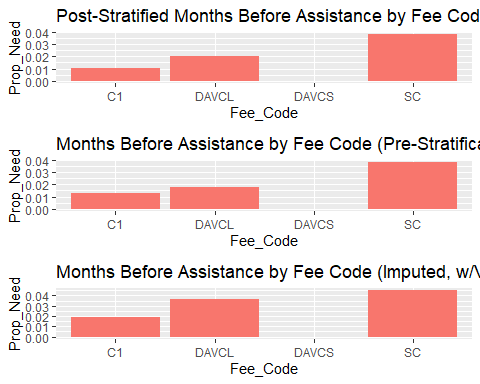 Post-Stratified Months Before Assistance by Fee Cod
Prop_Need
0.04
0.03
0.02
0.01
0.00
C1 DAVCL DAVCS SC
Fee_Code
Months Before Assistance by Fee Code (Pre-Stratifica
Prop_Need
0.04
0.03
0.02
0.01
0.00
C1 DAVCL DAVCS SC
Fee_Code
Months Before Assistance by Fee Code (Imputed, w/V
Prop_Need
0.04
0.03
0.02
0.01
0.00
C1 DAVCL DAVCS SC
Fee_Code